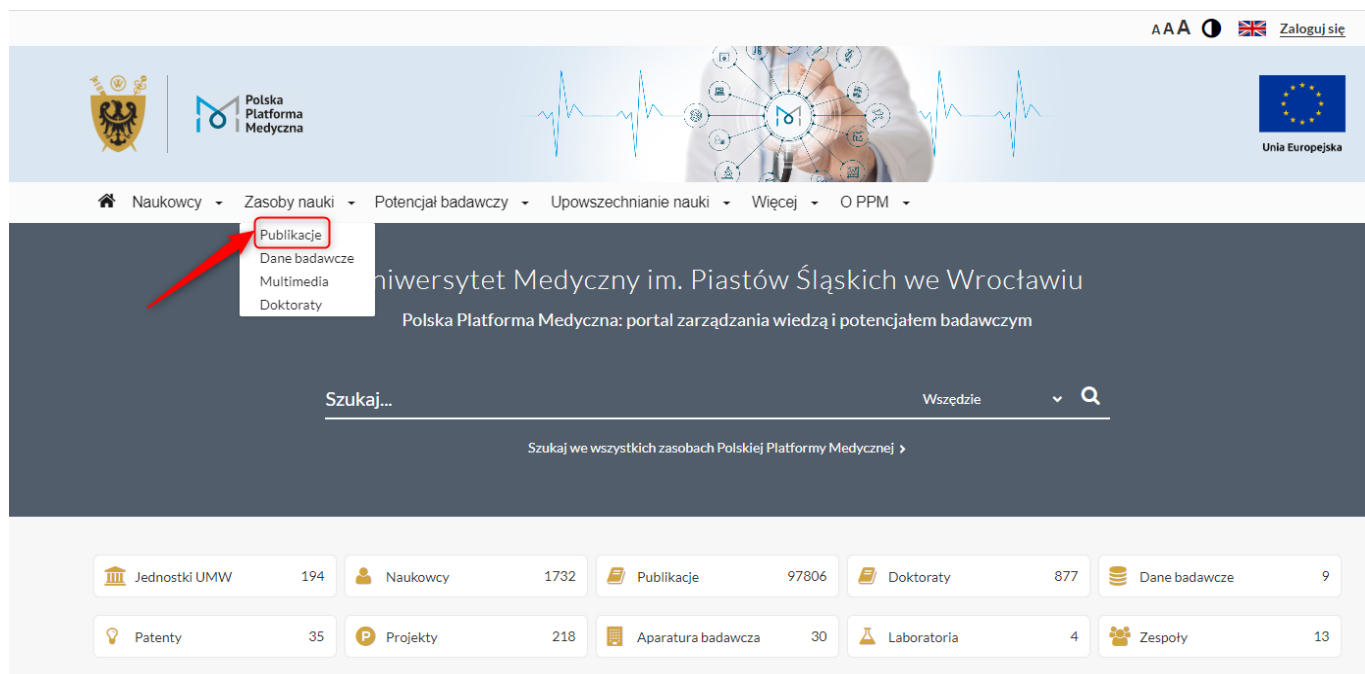 AAA Zaloguj się
Polska
Platforma
Medyczna
Unia Europejska
Naukowcy Zasoby nauki Potencjał badawczy Upowszechnianie nauki Więcej O PPM
Publikacje
Dane badawcze
Multimedia
Doktoraty
niwersytet Medyczny im. Piastów Śląskich we Wrocławiu
Polska Platforma Medyczna: portal zarządzania wiedzą i potencjałem badawczym
Szukaj... Wszędzie
Szukaj we wszystkich zasobach Polskiej Platformy Medycznej >
Jednostki UMW 194 Naukowcy 1732 Publikacje 97806 Doktoraty 877 Dane badawcze 9
Patenty 35 P Projekty 218 Aparatura badawcza 30 Laboratoria 4 Zespoły 13